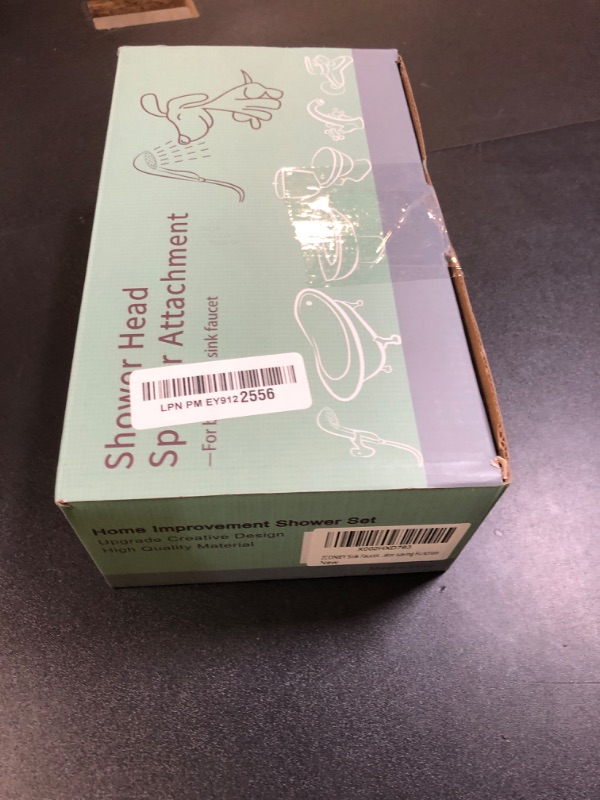 Shower Head
Sp r Attachment
—For b sink faucet
LPN PM EY912 2556
Home Improvement Shower Set
Upgrade Creative Design
High Quality Material
New